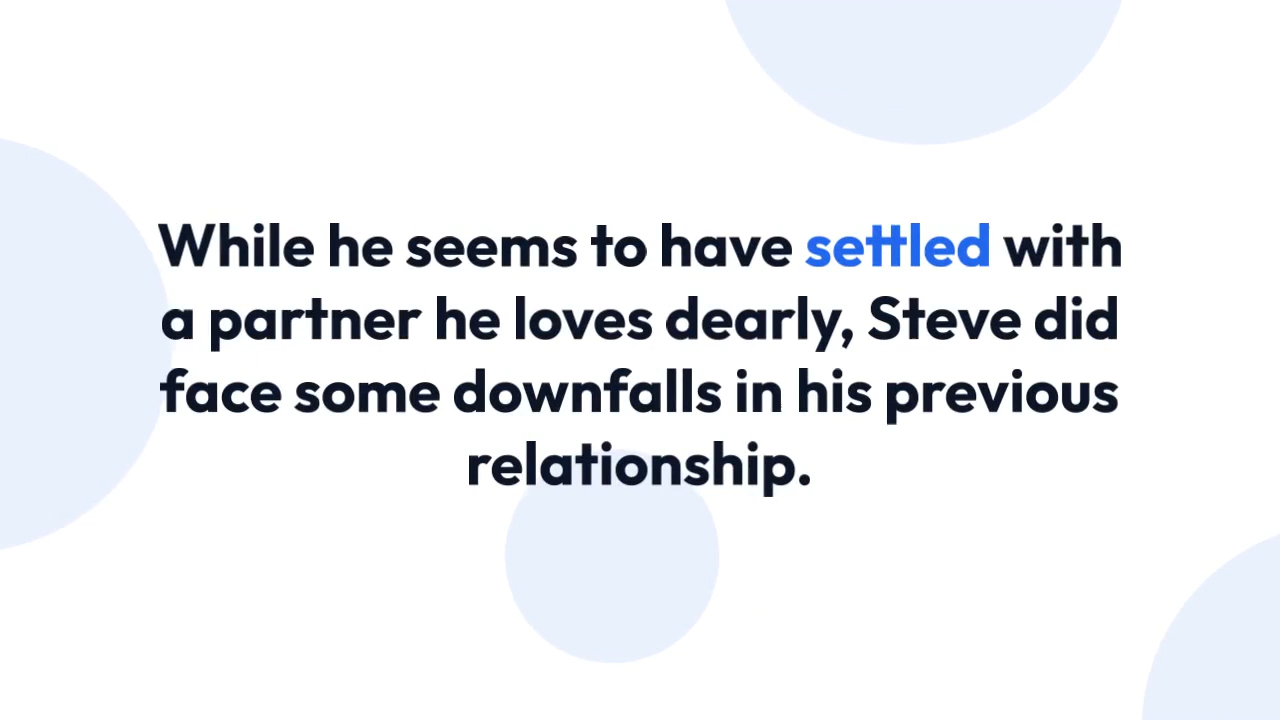 While he seems to have settled with
a partner he loves dearly, Steve did
face some downfalls in his previous
relationship.